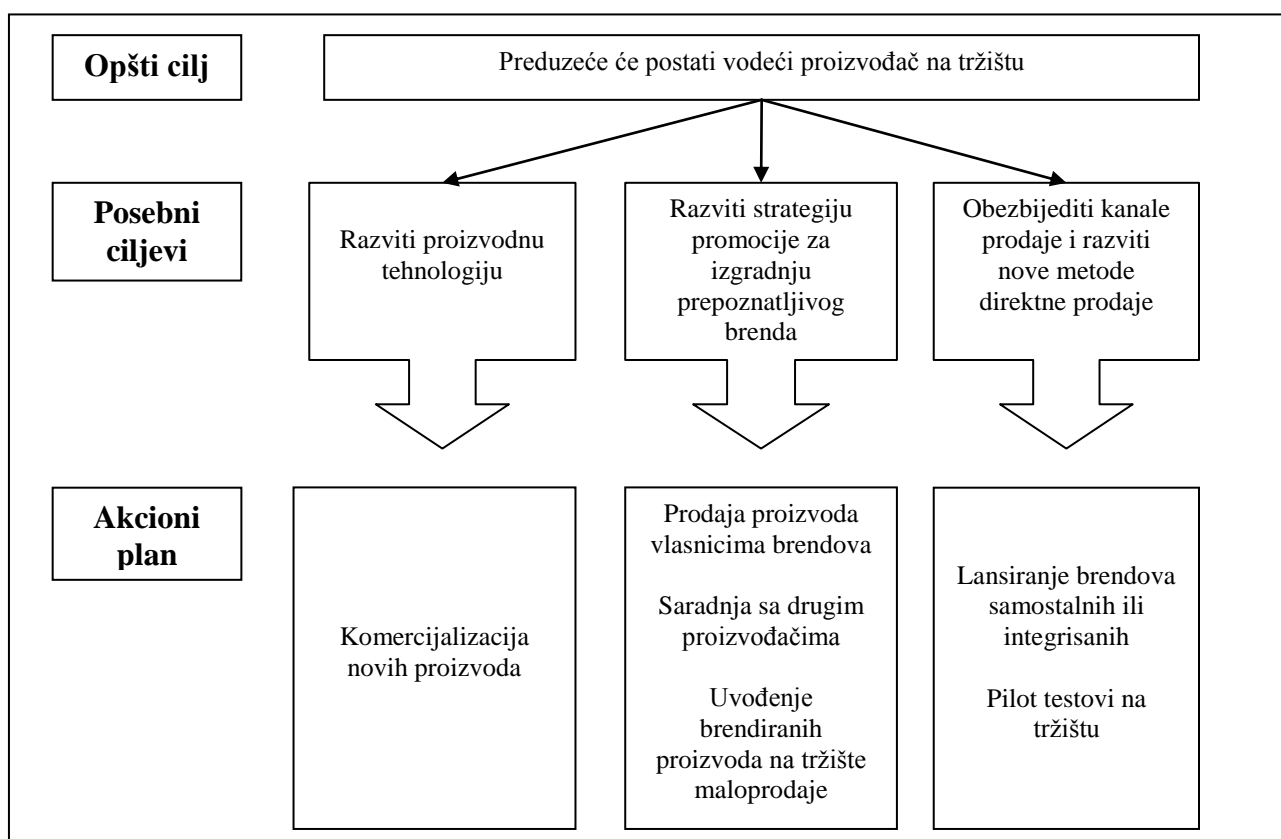 Opšti cilj
Preduzeće će postati vodeći proizvođač na tržištu
Posebni
ciljevi
Razviti proizvodnu
tehnologiju
Razviti strategiju
promocije za
izgradnju
prepoznatljivog
brenda
Obezbijediti kanale
prodaje i razviti
nove metode
direktne prodaje
Akcioni
plan
Komercijalizacija
novih proizvoda
Prodaja proizvoda
vlasnicima brendova
Saradnja sa drugim
proizvođačima
Uvođenje
brendiranih
proizvoda na tržište
maloprodaje
Lansiranje brendova
samostalnih ili
integrisanih
Pilot testovi na
tržištu